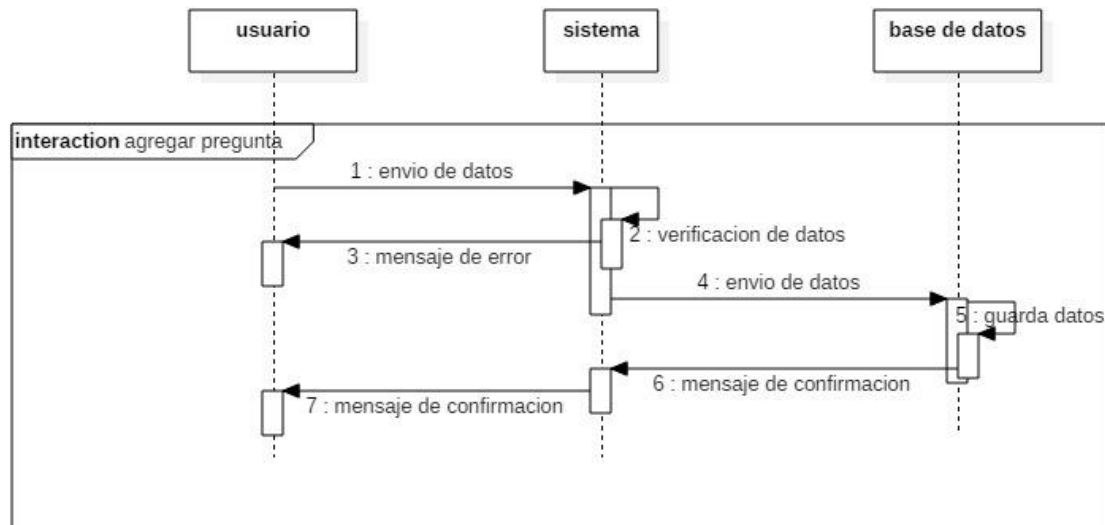 usuario
sistema
base de datos
interaction agregar pregunta
1 : envio de datos
2 : verificacion de datos
3 : mensaje de error
4 : envio de datos
5 : guarda datos
6 : mensaje de confirmacion
7 : mensaje de confirmacion